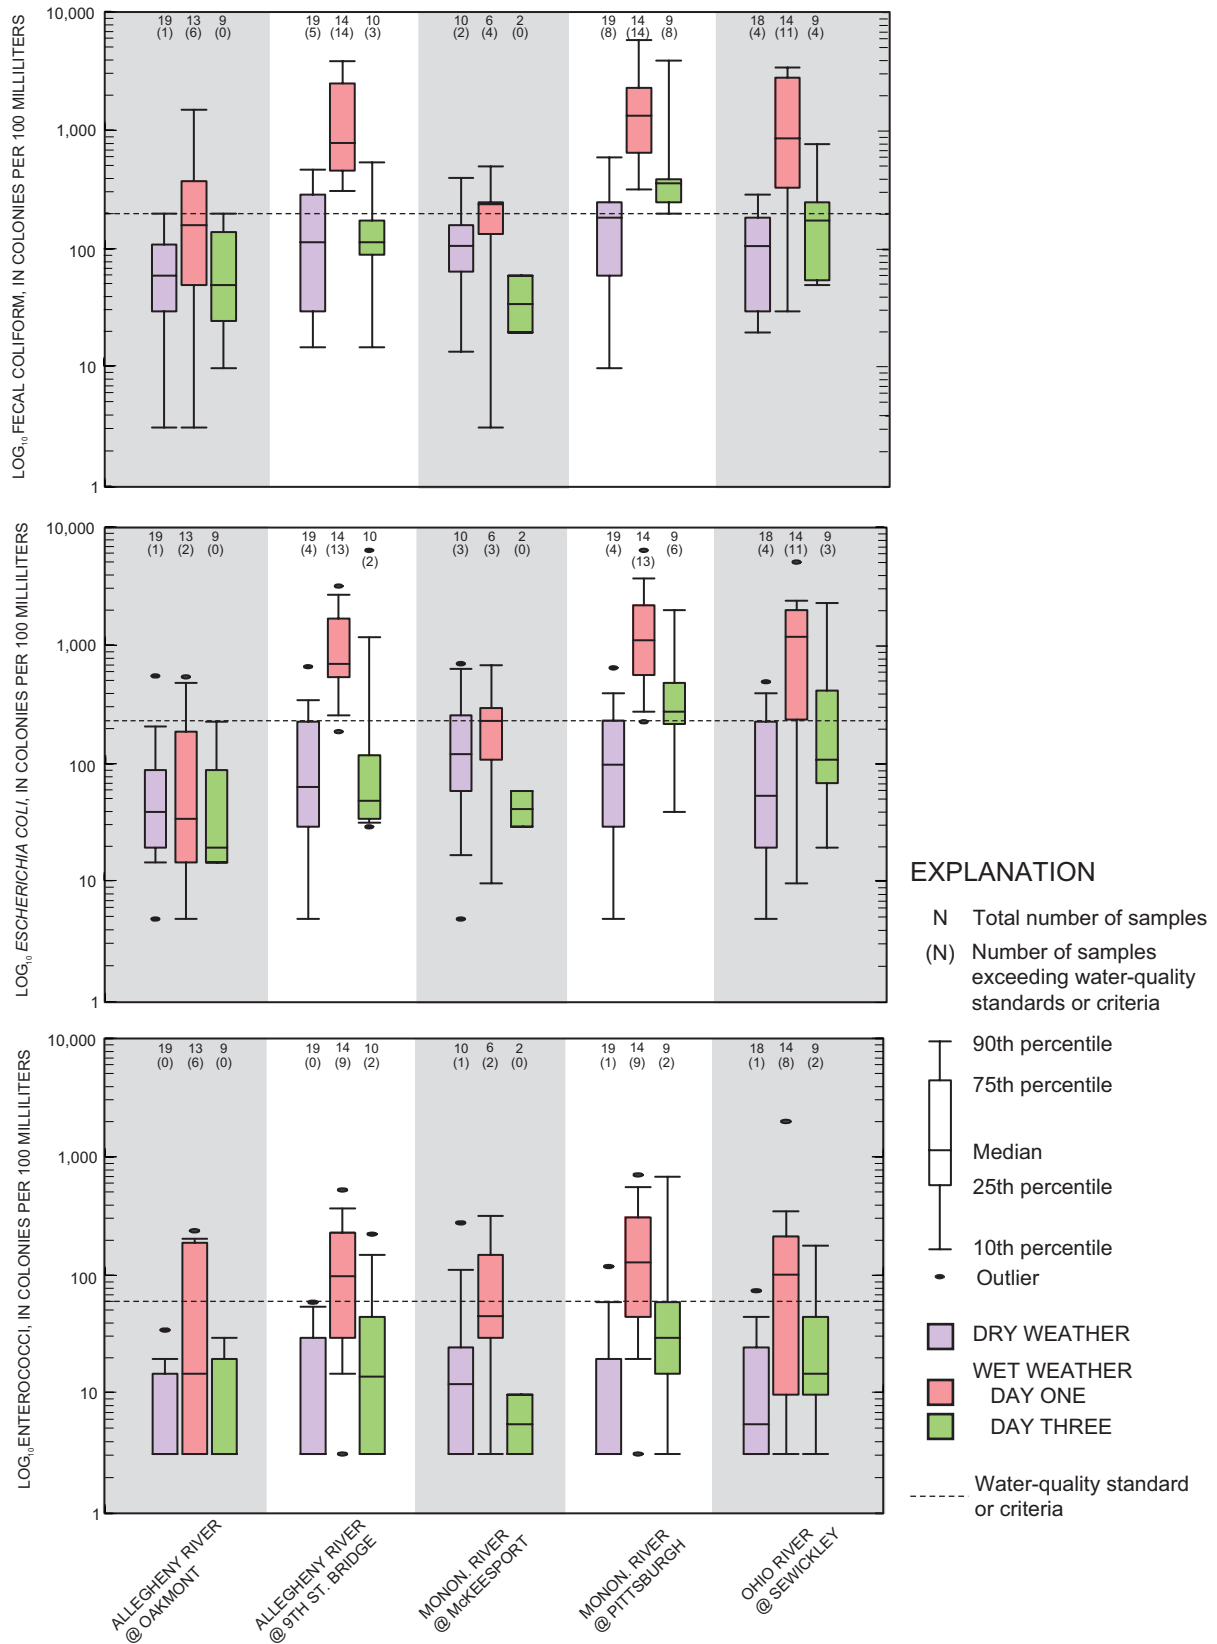 LOG10 FECAL COLIFORM, IN COLONIES PER 100 MILLILITERS
10,000
1,000
100
10
1
19 13 9 19 14 10 10 6 2 19 14 9 18 14 9
(1) (6) (0) (5) (14) (3) (2) (4) (0) (8) (14) (8) (4) (11) (4)
LOG10 ESCHERICHIA COLI, IN COLONIES PER 100 MILLILITERS
10,000
1,000
100
10
1
19 13 9 19 14 10 10 6 2 19 14 9 18 14 9
(1) (2) (0) (4) (13) (2) (3) (3) (0) (4) (13) (6) (4) (11) (3)
LOG10 ENTEROCOCCI, IN COLONIES PER 100 MILLILITERS
10,000
1,000
100
10
1
19 13 9 19 14 10 10 6 2 19 14 9 18 14 9
(0) (6) (0) (0) (9) (2) (1) (2) (0) (1) (9) (2) (1) (8) (2)
ALLEGHENY RIVER
@ OAKMONT
ALLEGHENY RIVER
@ 9TH ST. BRIDGE
MONON. RIVER
@ McKEESPORT
MONON. RIVER
@ PITTSBURGH
OHIO RIVER
@ SEWICKLEY
EXPLANATION
N Total number of samples
(N) Number of samples
exceeding water-quality
standards or criteria
90th percentile
75th percentile
Median
25th percentile
10th percentile
Outlier
DRY WEATHER
WET WEATHER
DAY ONE
DAY THREE
Water-quality standard
or criteria